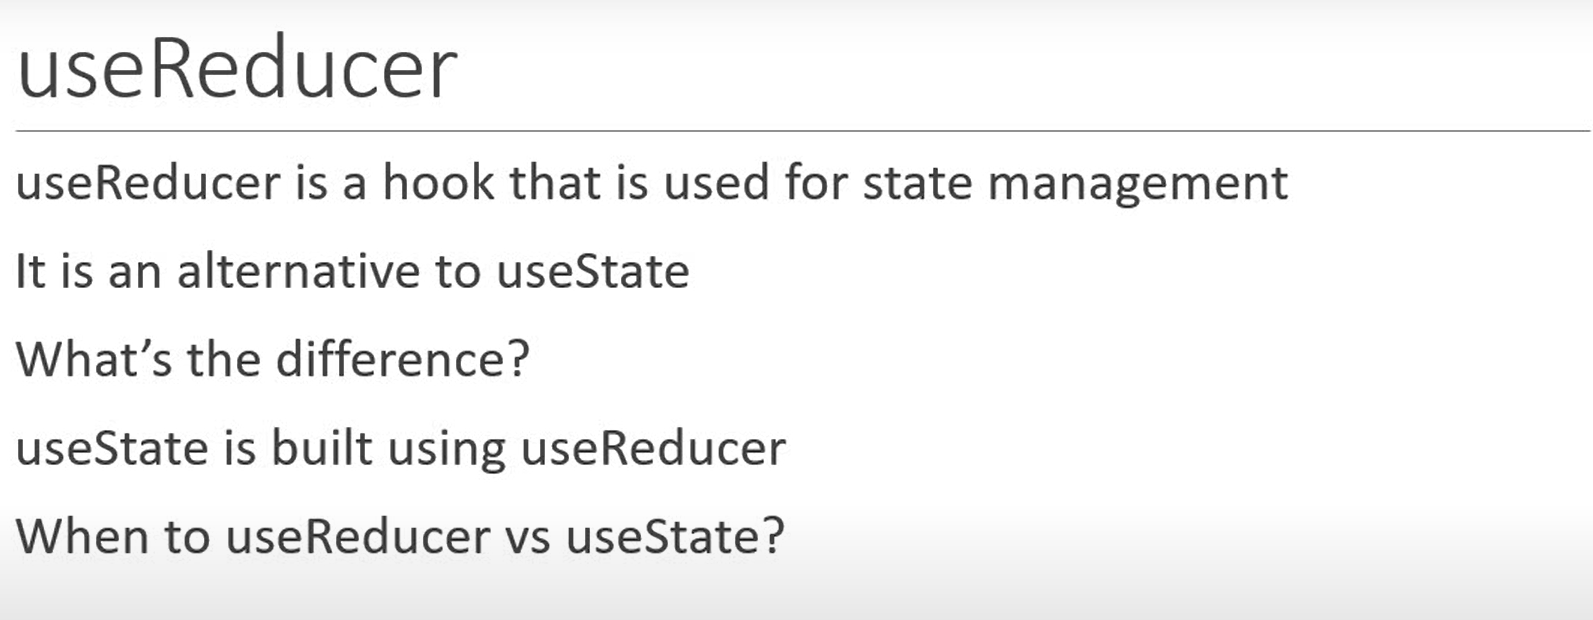 useReducer
useReducer is a hook that is used for state management
It is an alternative to useState
What’s the difference?
useState is built using useReducer
When to useReducer vs useState?